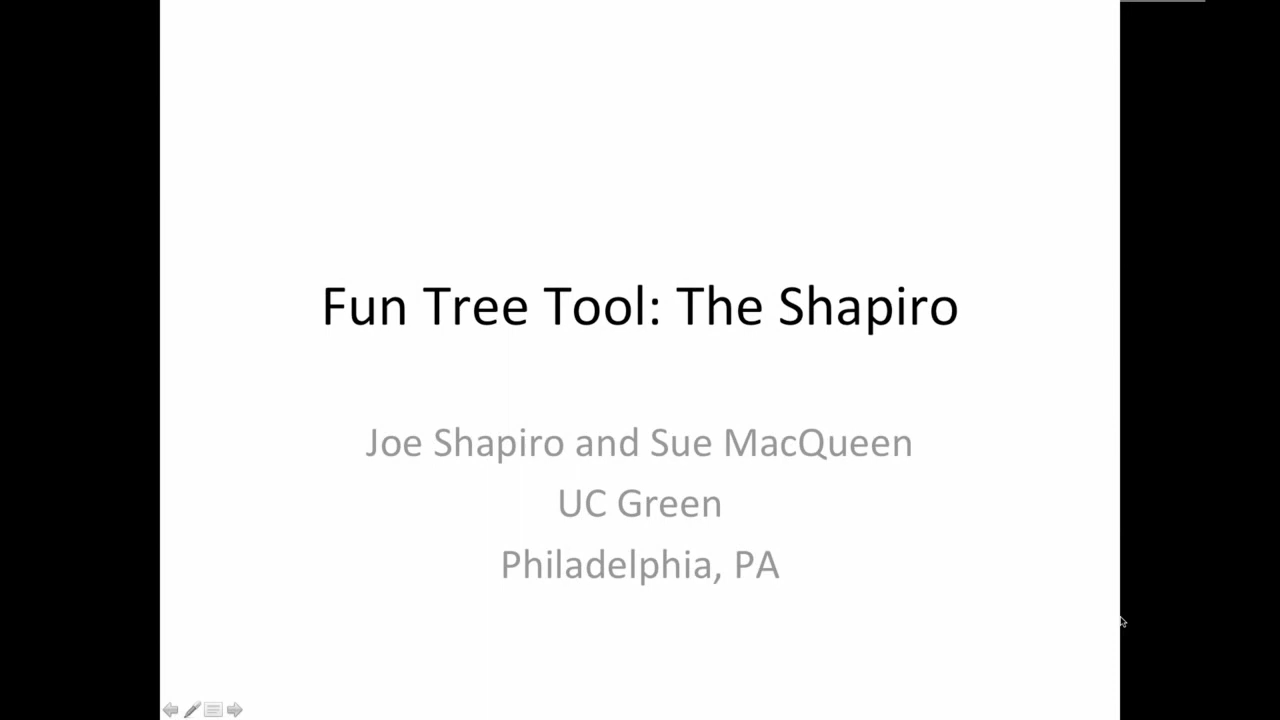 Fun Tree Tool: The Shapiro
Joe Shapiro and Sue MacQueen
UC Green
Philadelphia, PA